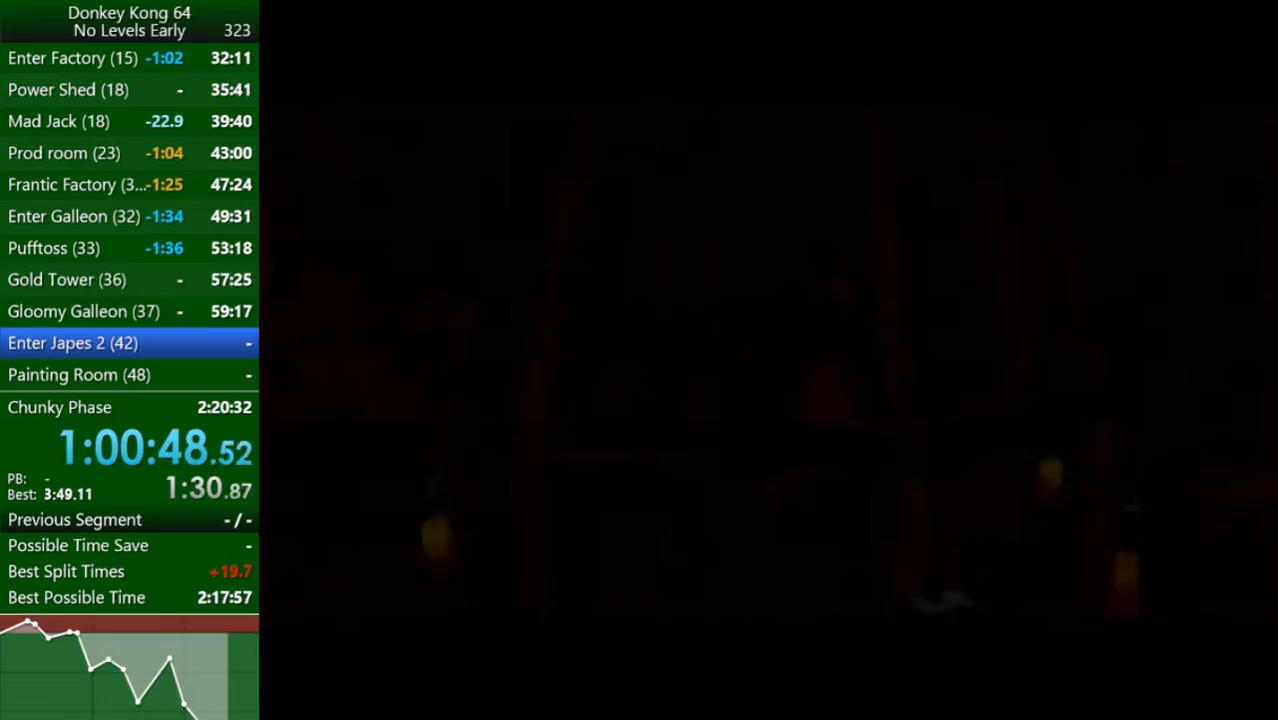 Donkey Kong 64
No Levels Early 323
Enter Factory (15) -1:02 32:11
Power Shed (18) - 35:41
Mad Jack (18) -22.9 39:40
Prod room (23) -1:04 43:00
Frantic Factory (3... -1:25 47:24
Enter Galleon (32) -1:34 49:31
Pufftoss (33) -1:36 53:18
Gold Tower (36) - 57:25
Gloomy Galleon (37) - 59:17
Enter Japes 2 (42) -
Painting Room (48) -
Chunky Phase 2:20:32
1:00:48.52
PB: -
Best: 3:49.11 1:30.87
Previous Segment - / -
Possible Time Save -
Best Split Times +19.7
Best Possible Time 2:17:57